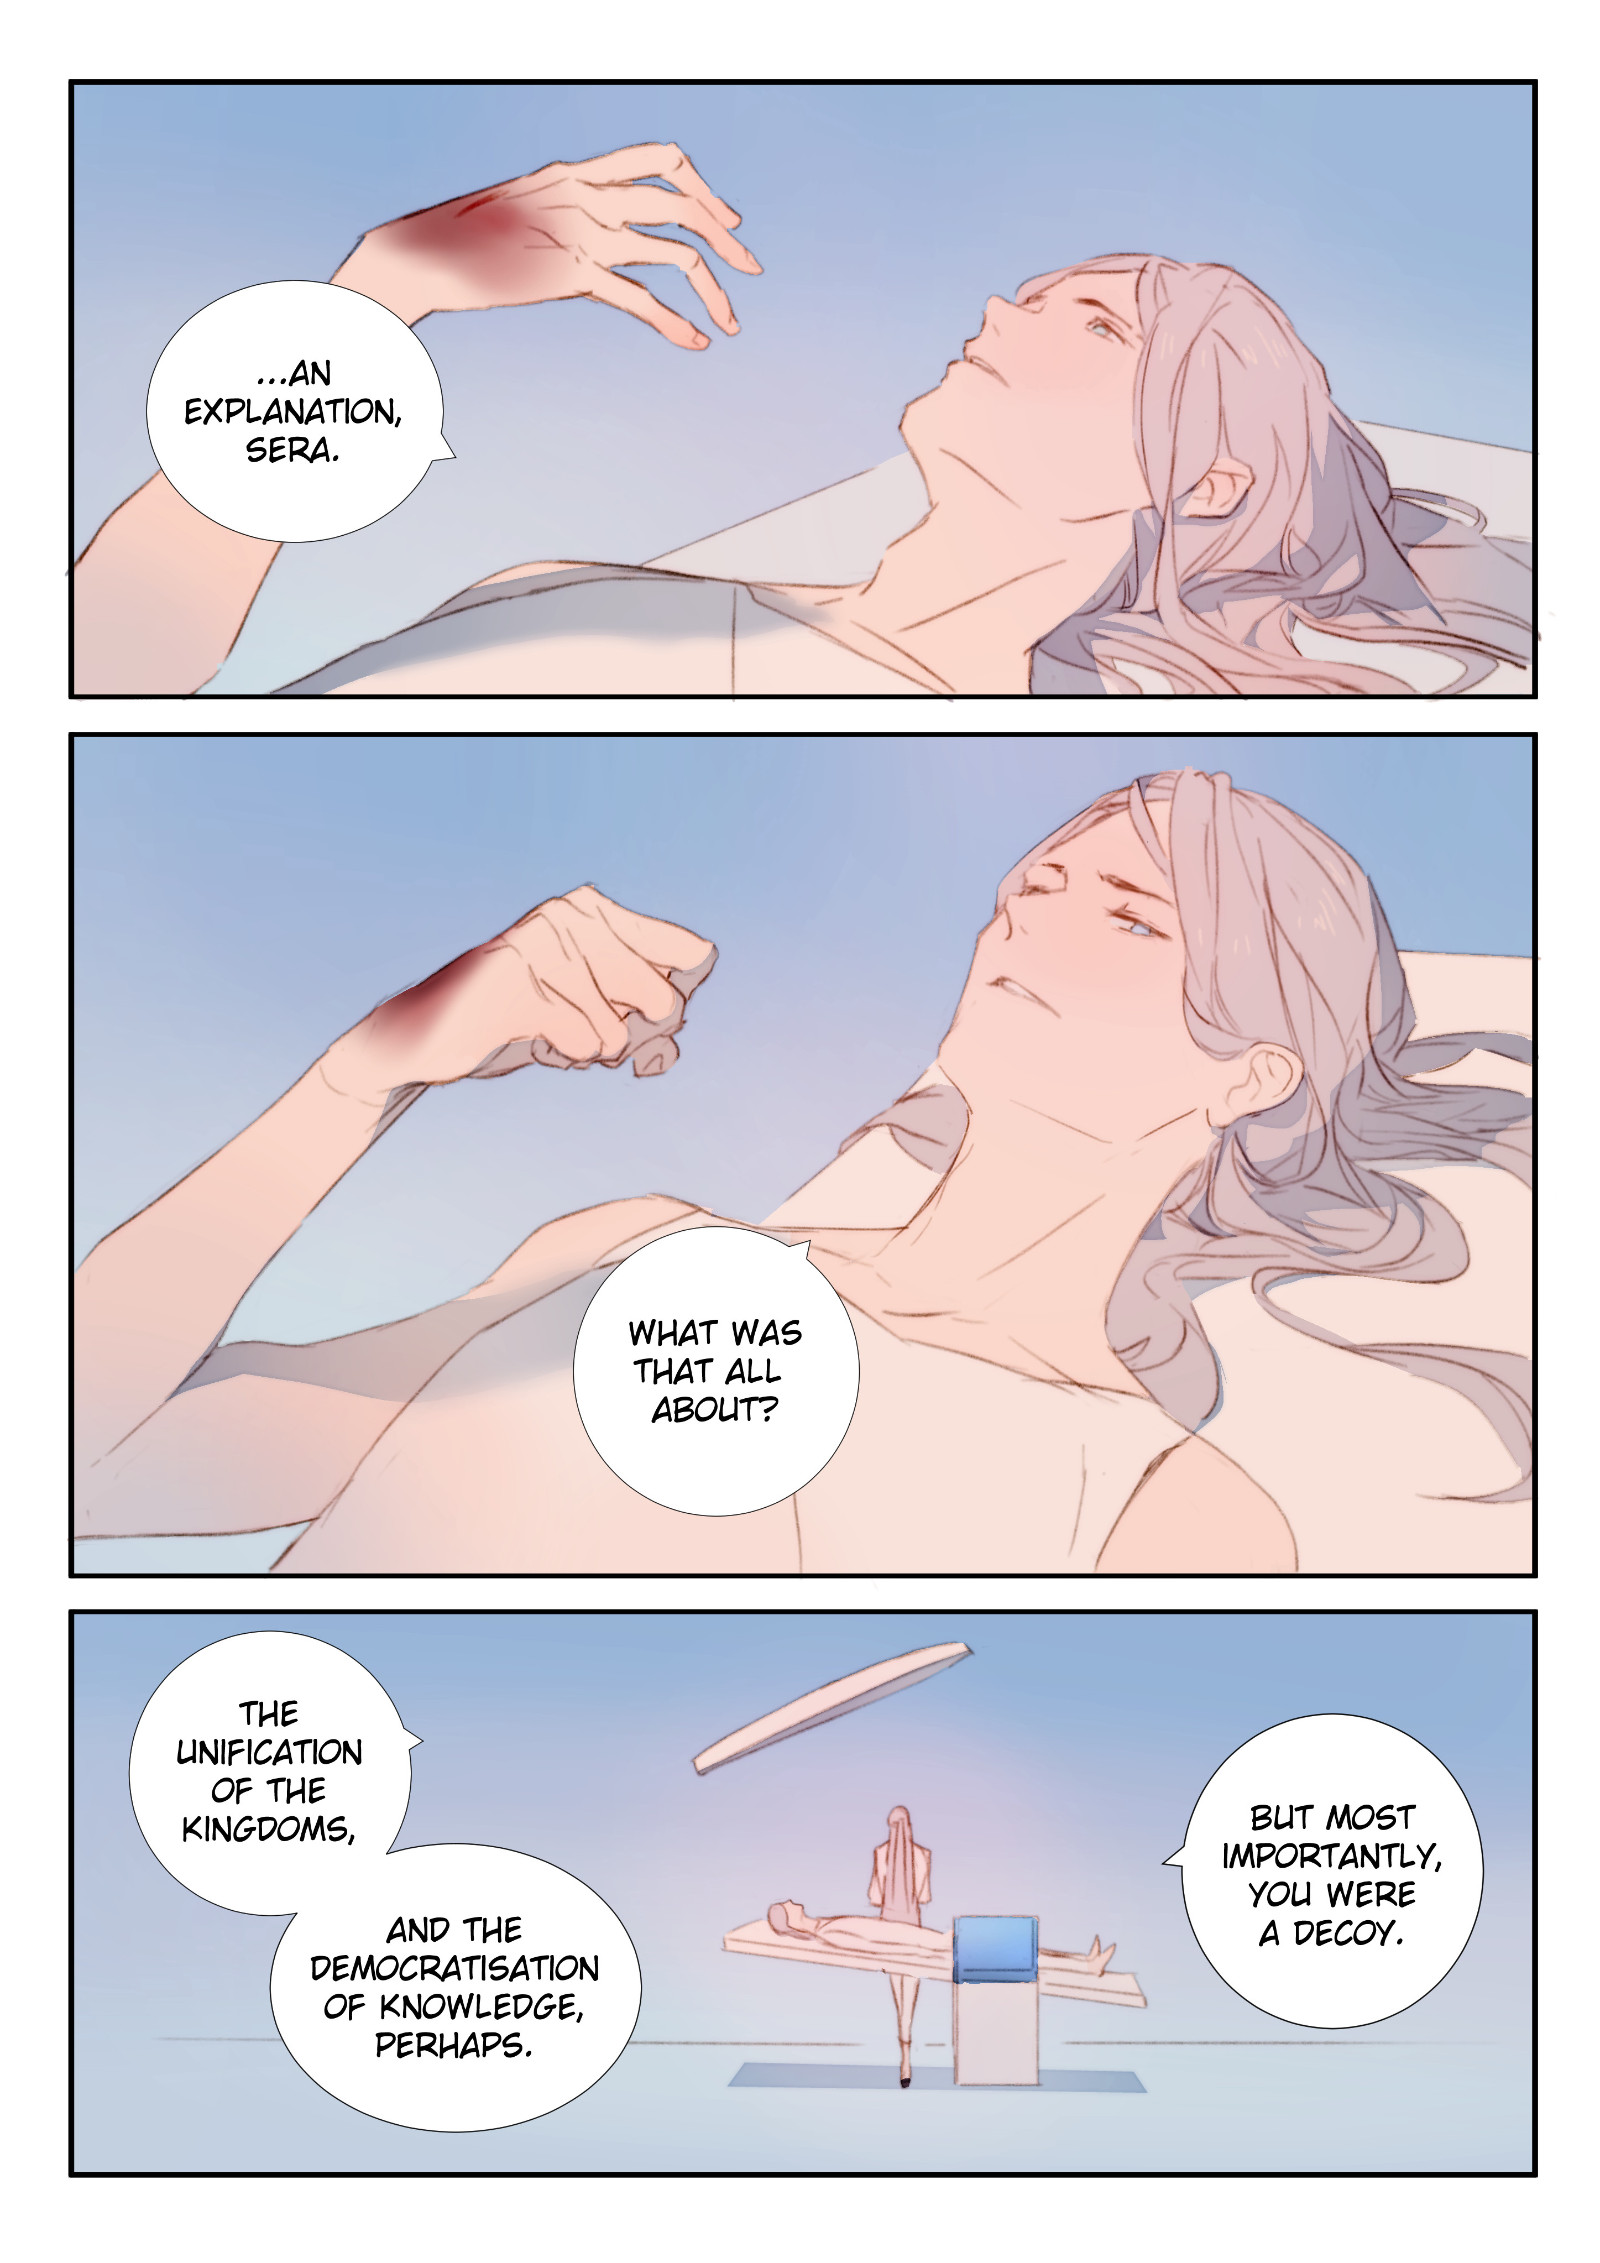 ...AN
EXPLANATION,
SERA.
WHAT WAS
THAT ALL
ABOUT?
THE
UNIFICATION
OF THE
KINGDOMS,
AND THE
DEMOCRATISATION
OF KNOWLEDGE,
PERHAPS.
BUT MOST
IMPORTANTLY,
YOU WERE
A DECOY.